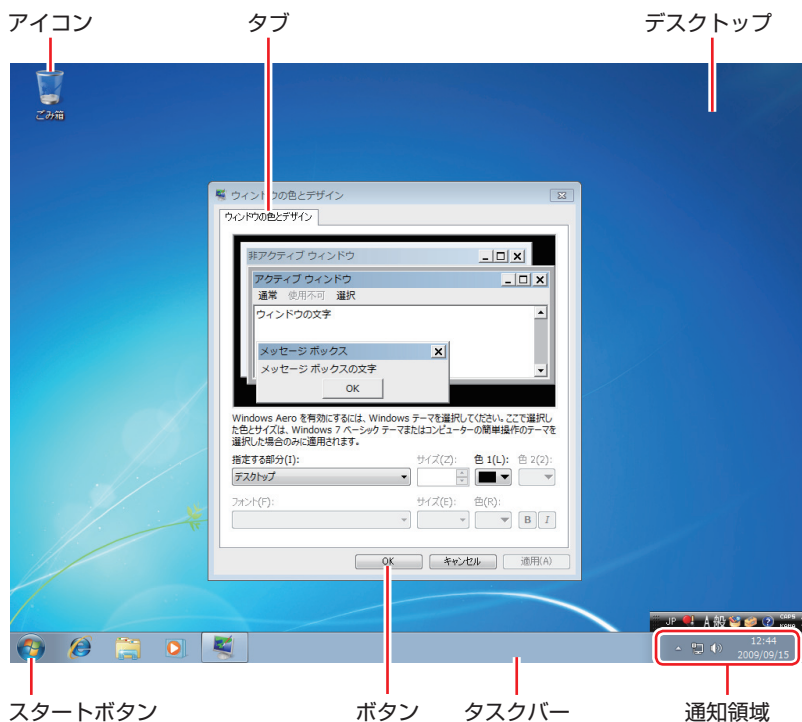 アイコン
タブ
デスクトップ
ごみ箱
ウィンドウの色とデザイン
ウィンドウの色とデザイン
非アクティブ ウィンドウ
アクティブ ウィンドウ
通常 使用不可 選択
ウィンドウの文字
メッセージ ボックス
メッセージ ボックスの文字
OK
Windows Aero を有効にするには、Windows テーマを選択してください。ここで選択し
た色とサイズは、Windows 7 ベーシック テーマまたはコンピューターの簡単操作のテーマを
選択した場合のみに適用されます。
指定する部分(I): サイズ(Z): 色 1(L): 色 2(2):
デスクトップ
フォント(F): サイズ(E): 色(R):
B I
OK キャンセル 適用(A)
JP A 般 CAPS
KANA
12:44
2009/09/15
スタートボタン
ボタン
タスクバー
通知領域